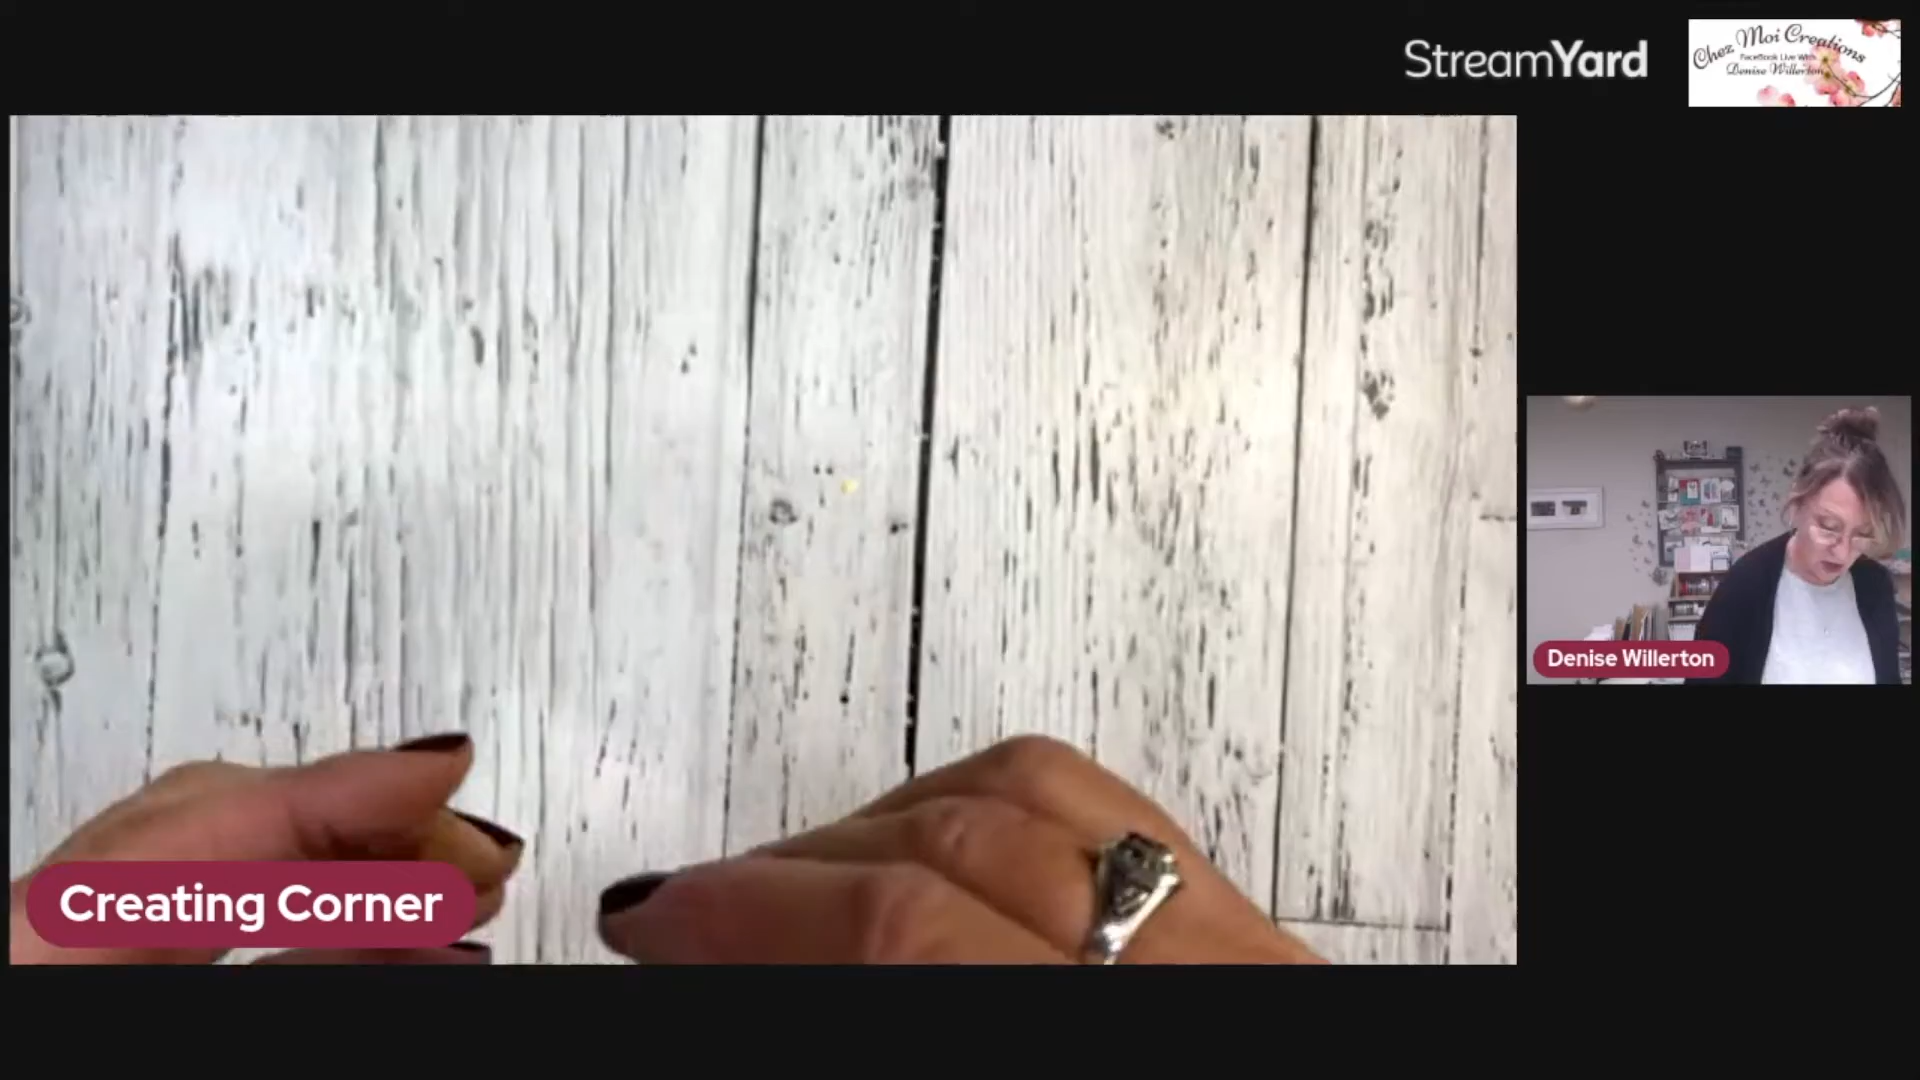 StreamYard
Chez Moi Creations
FaceBook Live With
Denise Willerton
Denise Willerton
Creating Corner